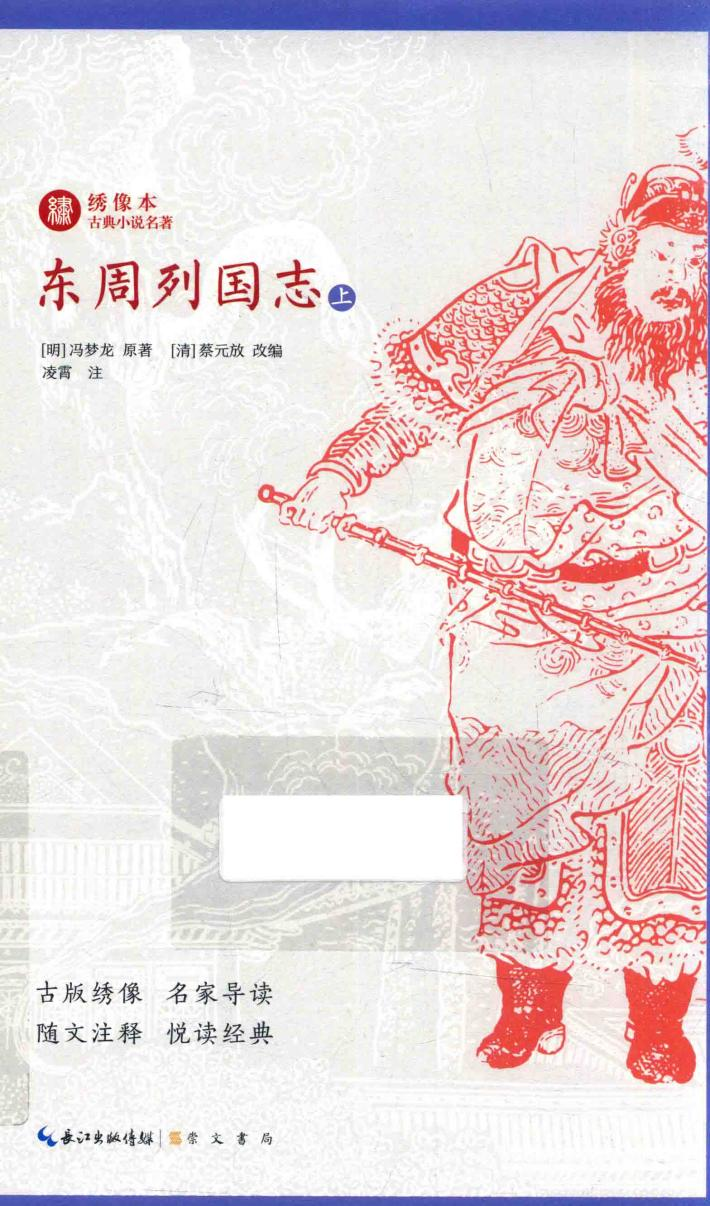 繡
绣像本
古典小说名著
东周列国志 上
[明]冯梦龙 原著 [清]蔡元放 改编
凌霄 注
古版绣像 名家导读
随文注释 悦读经典
长江出版传媒 崇文书局